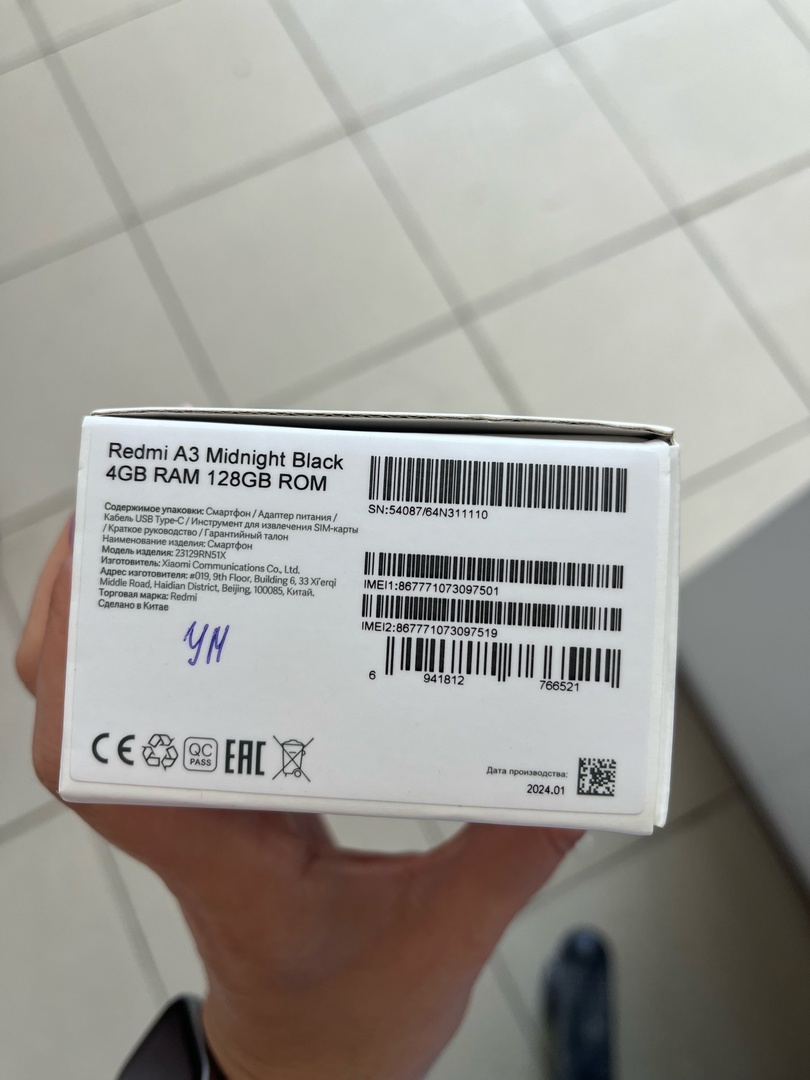 Redmi A3 Midnight Black
4GB RAM 128GB ROM
Содержимое упаковки: Смартфон / Адаптер питания /
Кабель USB Type-C / Инструмент для извлечения SIM-карты
/ Краткое руководство / Гарантийный талон
Наименование изделия: Смартфон
Модель изделия: 23129RN51X
Изготовитель: Xiaomi Communications Co., Ltd.
Адрес изготовителя: #019, 9th Floor, Building 6, 33 Xi'erqi
Middle Road, Haidian District, Beijing, 100085, Китай.
Торговая марка: Redmi
Сделано в Китае
УМ
SN:54087/64N311110
IMEI1:867771073097501
IMEI2:867771073097519
6 941812 766521
CE
QC
PASS
EAC
Дата производства:
2024.01